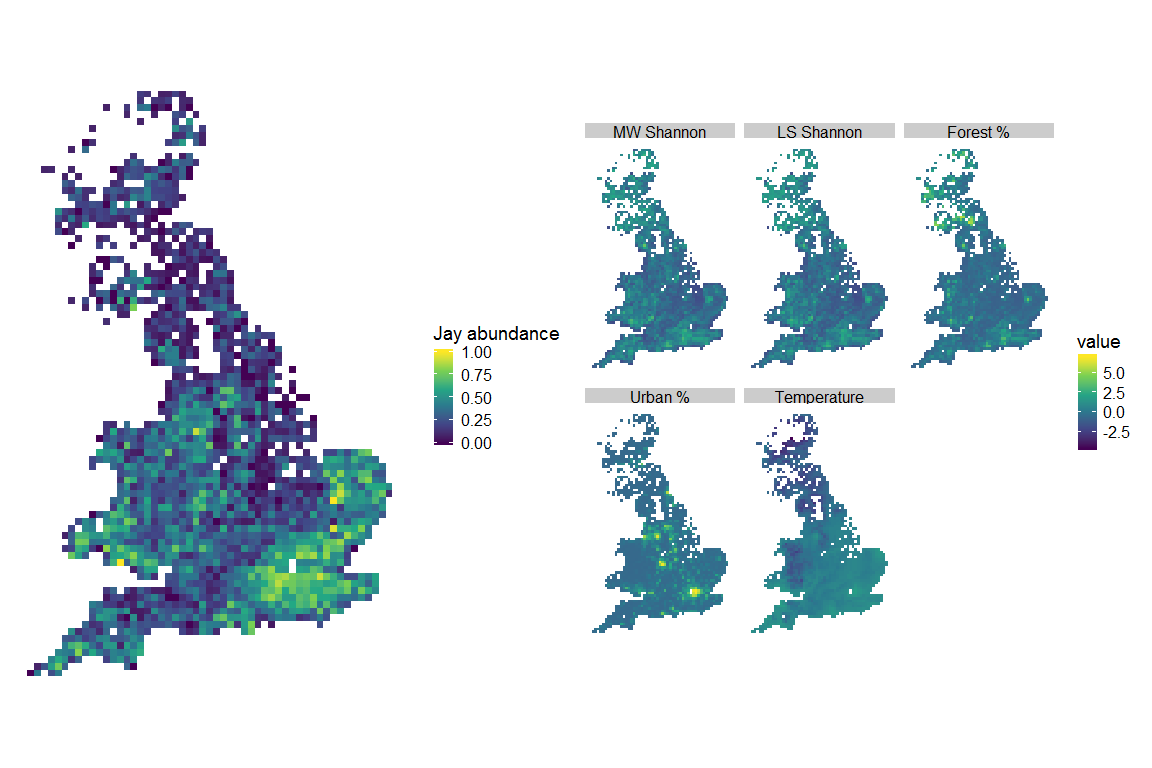 Jay abundance
1.00
0.75
0.50
0.25
0.00
MW Shannon
LS Shannon
Forest %
Urban %
Temperature
value
5.0
2.5
0.0
-2.5